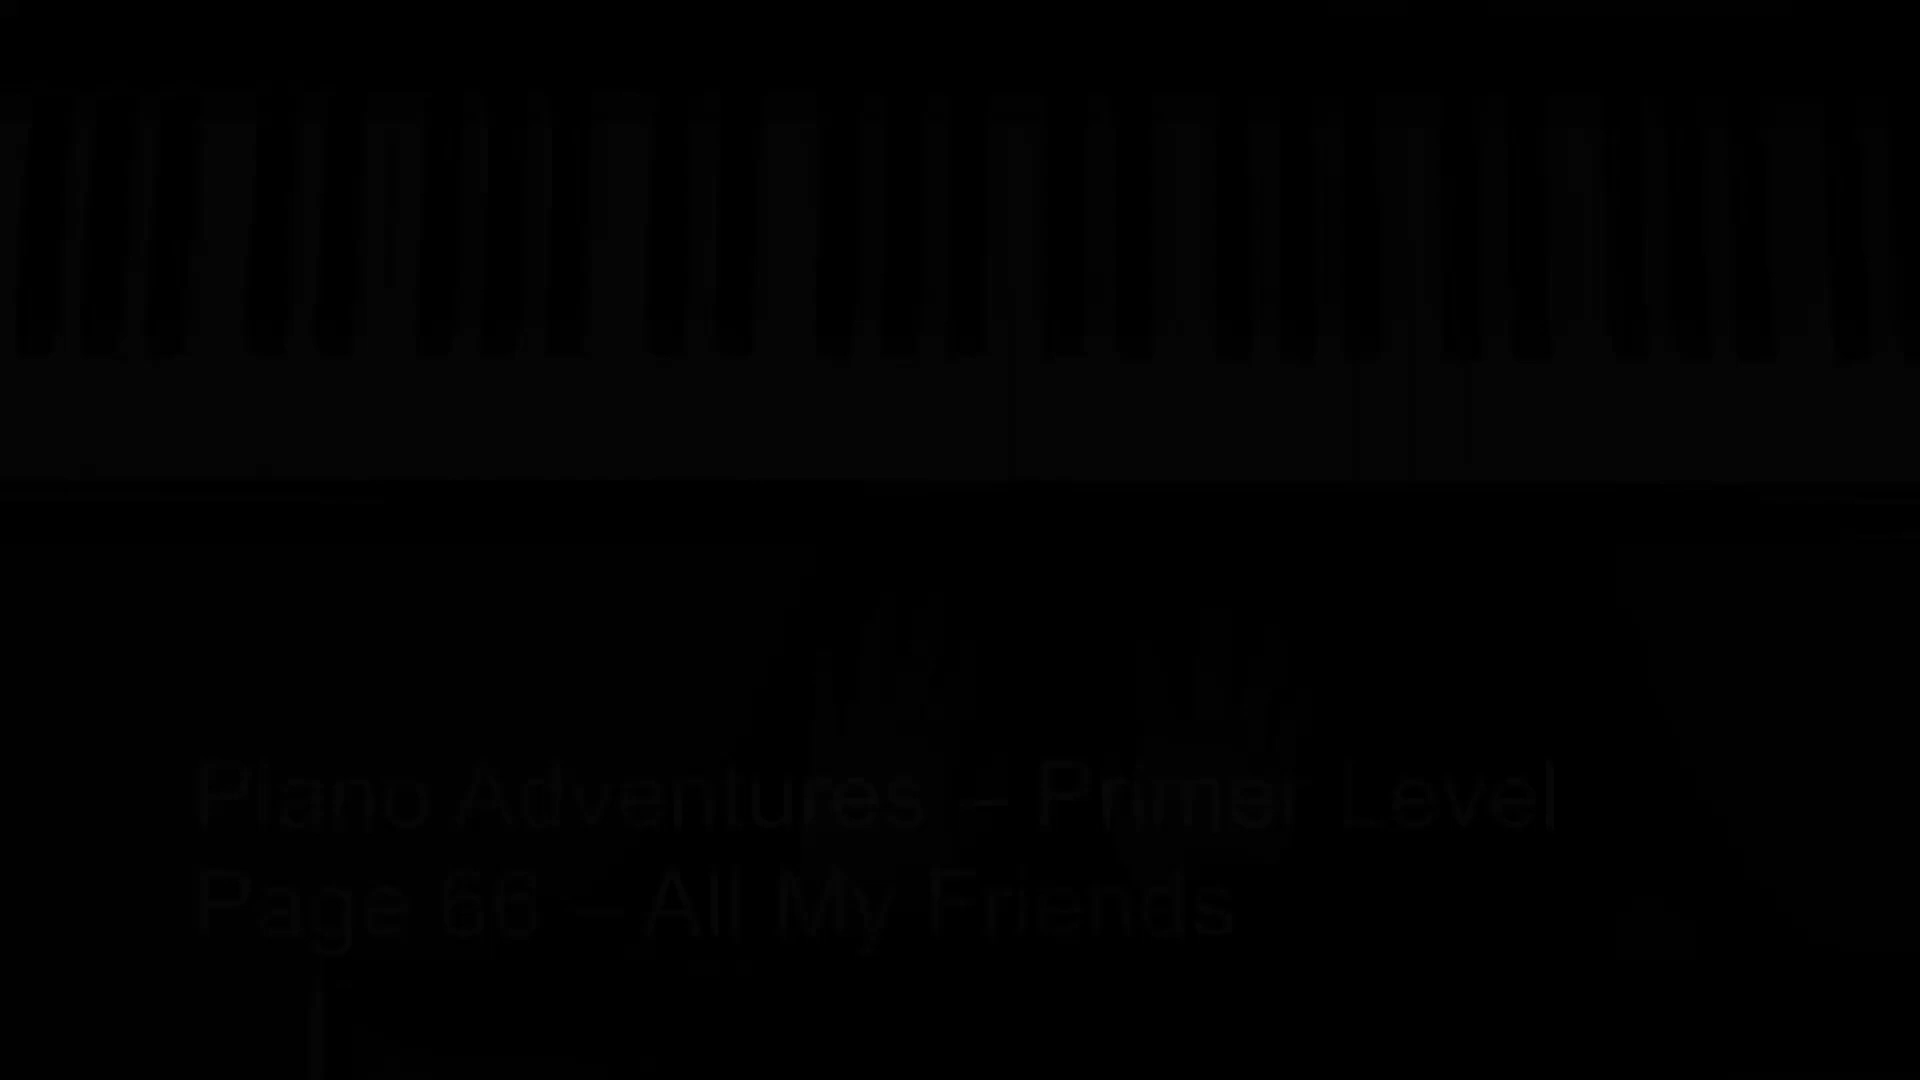 Piano Adventures – Primer Level
Page 66 – All My Friends